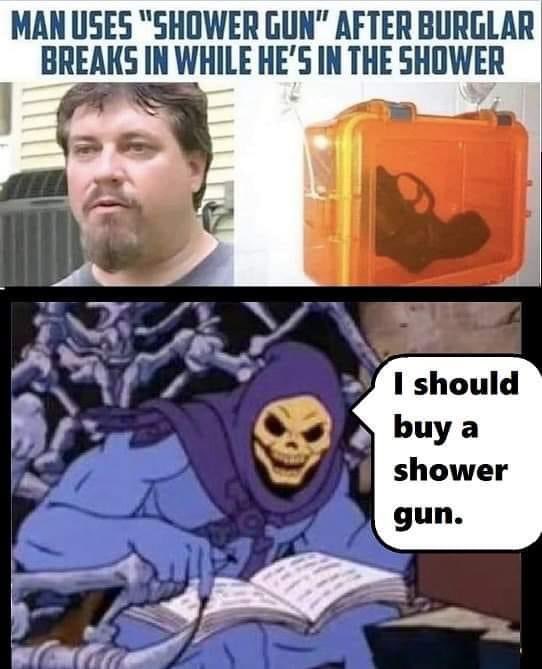 MAN USES "SHOWER GUN" AFTER BURGLAR
BREAKS IN WHILE HE'S IN THE SHOWER
I should
buy a
shower
gun.